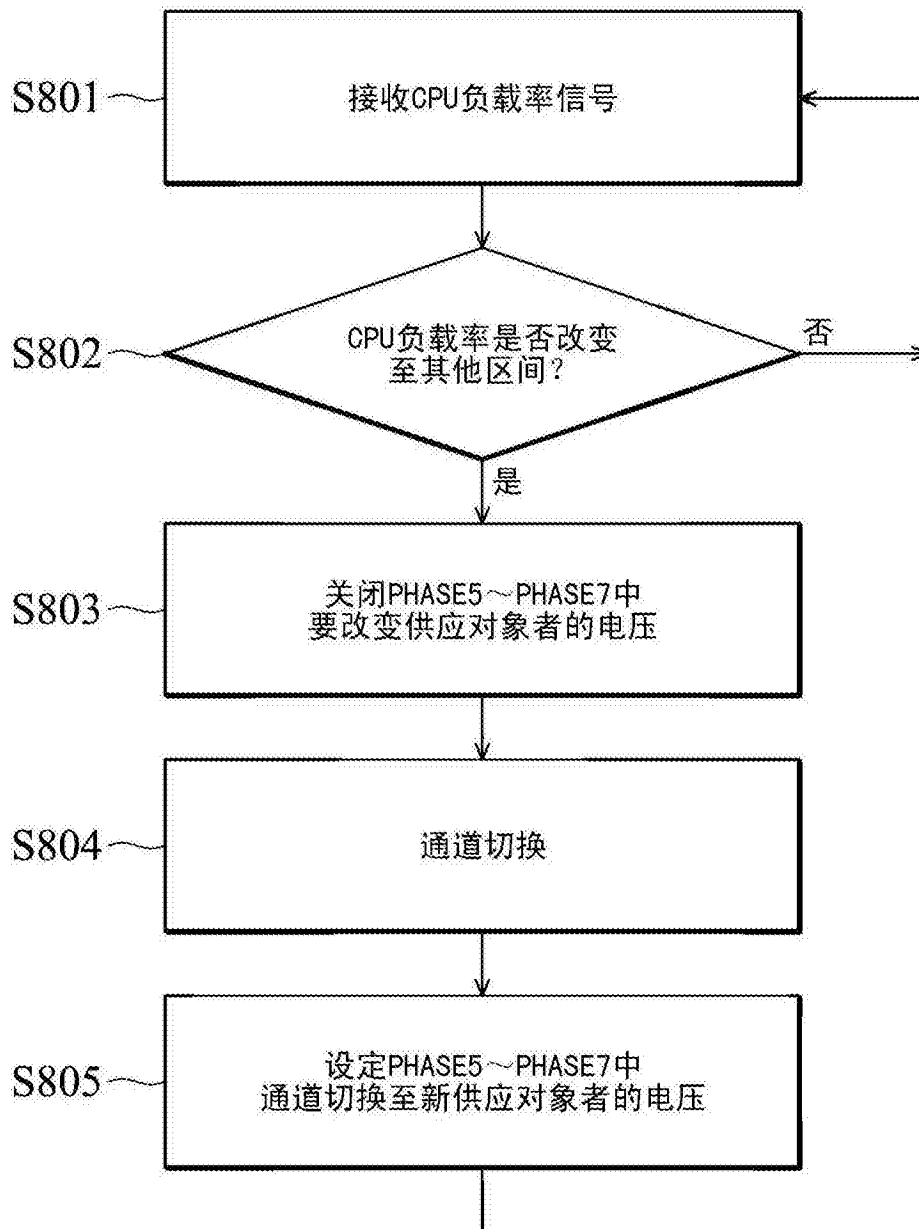 S801
接收CPU负载率信号
S802
CPU负载率是否改变
至其他区间?
否
是
S803
关闭PHASE5～PHASE7中
要改变供应对象者的电压
S804
通道切换
S805
设定PHASE5～PHASE7中
通道切换至新供应对象者的电压